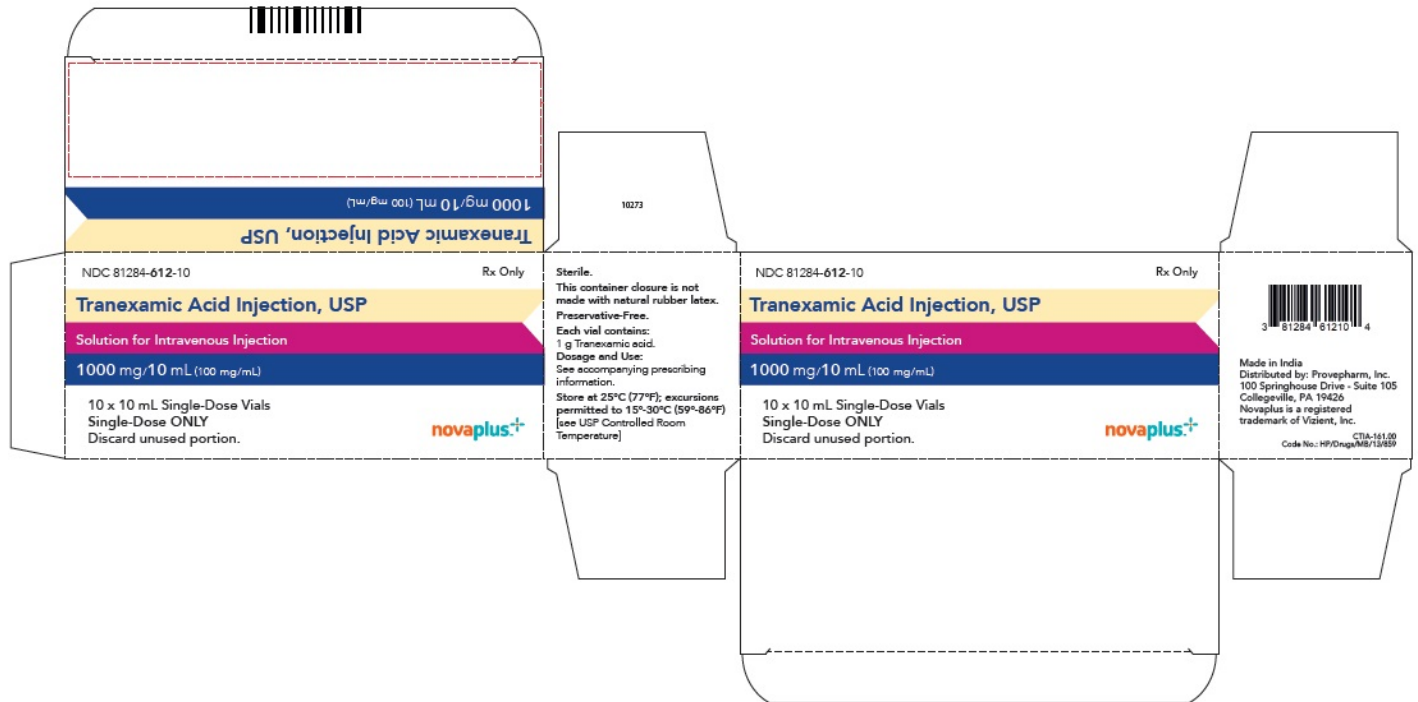 1000 mg/10 mL (100 mg/mL)
Tranexamic Acid Injection, USP
NDC 81284-612-10
Rx Only
Tranexamic Acid Injection, USP
Solution for Intravenous Injection
1000 mg/10 mL (100 mg/mL)
10 x 10 mL Single-Dose Vials
Single-Dose ONLY
Discard unused portion.
novaplus
10273
Sterile.
This container closure is not
made with natural rubber latex.
Preservative-Free.
Each vial contains:
1 g Tranexamic acid.
Dosage and Use:
See accompanying prescribing
information.
Store at 25°C (77°F); excursions
permitted to 15°-30°C (59°-86°F)
[see USP Controlled Room
Temperature]
NDC 81284-612-10
Rx Only
Tranexamic Acid Injection, USP
Solution for Intravenous Injection
1000 mg/10 mL (100 mg/mL)
10 x 10 mL Single-Dose Vials
Single-Dose ONLY
Discard unused portion.
novaplus
3 81284 61210 4
Made in India
Distributed by: Provepharm, Inc.
100 Springhouse Drive - Suite 105
Collegeville, PA 19426
Novaplus is a registered
trademark of Vizient, Inc.
CTIA-161.00
Code No.: HP/Drugs/MB/13/859